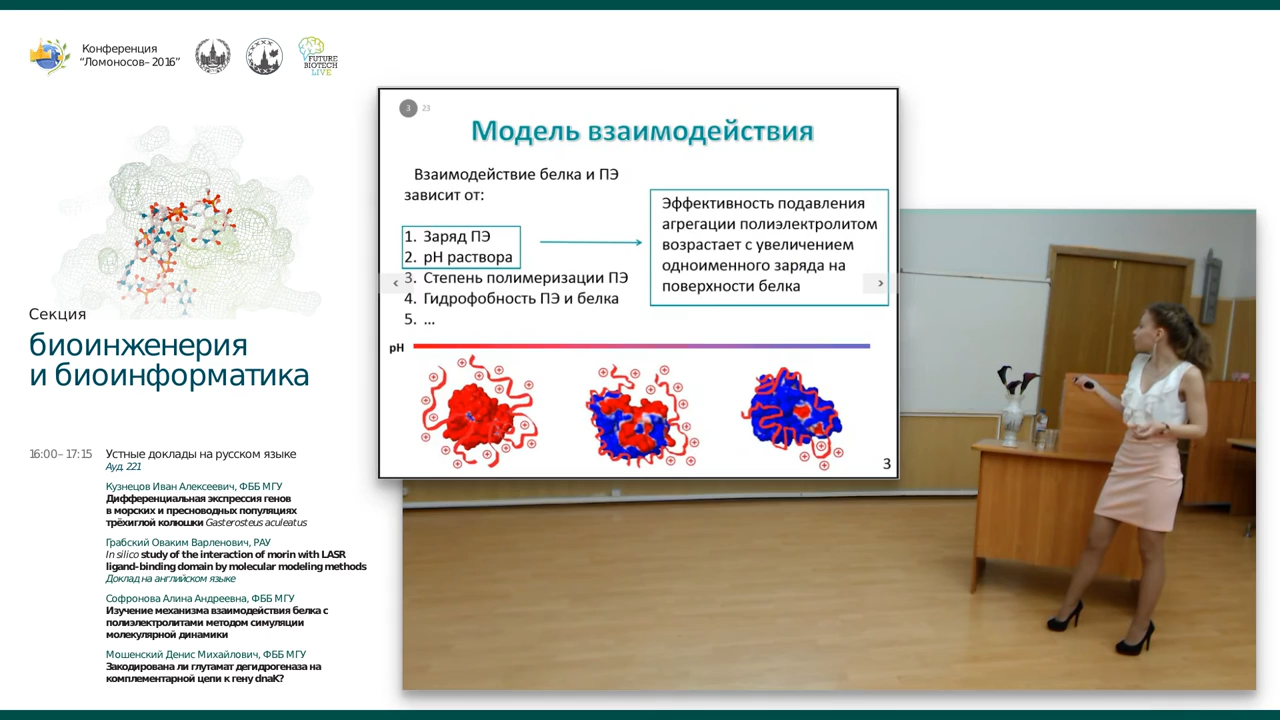 Конференция
“Ломоносов–2016”
FUTURE
BIOTECH
LIVE
Секция
биоинженерия
и биоинформатика
16:00–17:15 Устные доклады на русском языке
Ауд. 221
Кузнецов Иван Алексеевич, ФББ МГУ
Дифференциальная экспрессия генов
в морских и пресноводных популяциях
трёхиглой колюшки Gasterosteus aculeatus
Грабский Оваким Варленович, РАУ
In silico study of the interaction of morin with LASR
ligand-binding domain by molecular modeling methods
Доклад на английском языке
Софронова Алина Андреевна, ФББ МГУ
Изучение механизма взаимодействия белка с
полиэлектролитами методом симуляции
молекулярной динамики
Мошенский Денис Михайлович, ФББ МГУ
Закодирована ли глутамат дегидрогеназа на
комплементарной цепи к гену dnaK?
3 23
Модель взаимодействия
Взаимодействие белка и ПЭ
зависит от:
1. Заряд ПЭ
2. pH раствора
3. Степень полимеризации ПЭ
4. Гидрофобность ПЭ и белка
5. ...
Эффективность подавления
агрегации полиэлектролитом
возрастает с увеличением
одноименного заряда на
поверхности белка
pH
3